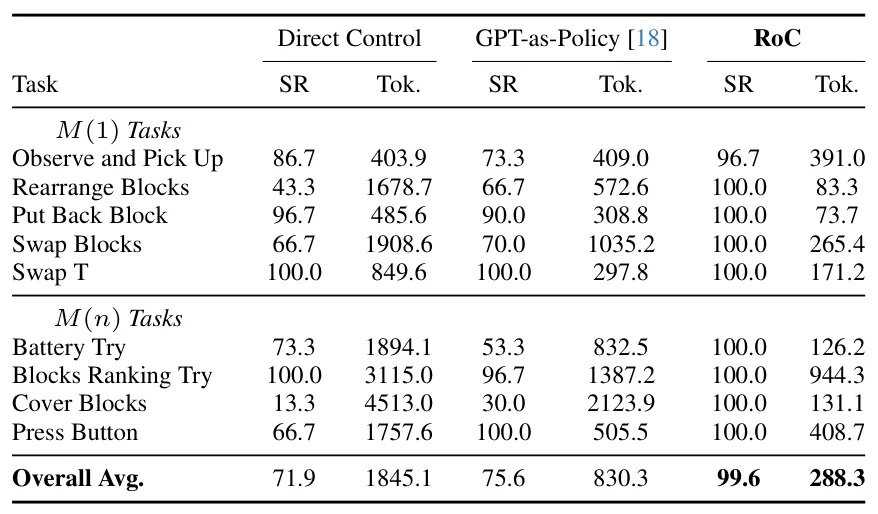 Direct Control GPT-as-Policy [18] RoC
Task SR Tok. SR Tok. SR Tok.
M(1) Tasks
Observe and Pick Up 86.7 403.9 73.3 409.0 96.7 391.0
Rearrange Blocks 43.3 1678.7 66.7 572.6 100.0 83.3
Put Back Block 96.7 485.6 90.0 308.8 100.0 73.7
Swap Blocks 66.7 1908.6 70.0 1035.2 100.0 265.4
Swap T 100.0 849.6 100.0 297.8 100.0 171.2
M(n) Tasks
Battery Try 73.3 1894.1 53.3 832.5 100.0 126.2
Blocks Ranking Try 100.0 3115.0 96.7 1387.2 100.0 944.3
Cover Blocks 13.3 4513.0 30.0 2123.9 100.0 131.1
Press Button 66.7 1757.6 100.0 505.5 100.0 408.7
Overall Avg. 71.9 1845.1 75.6 830.3 99.6 288.3